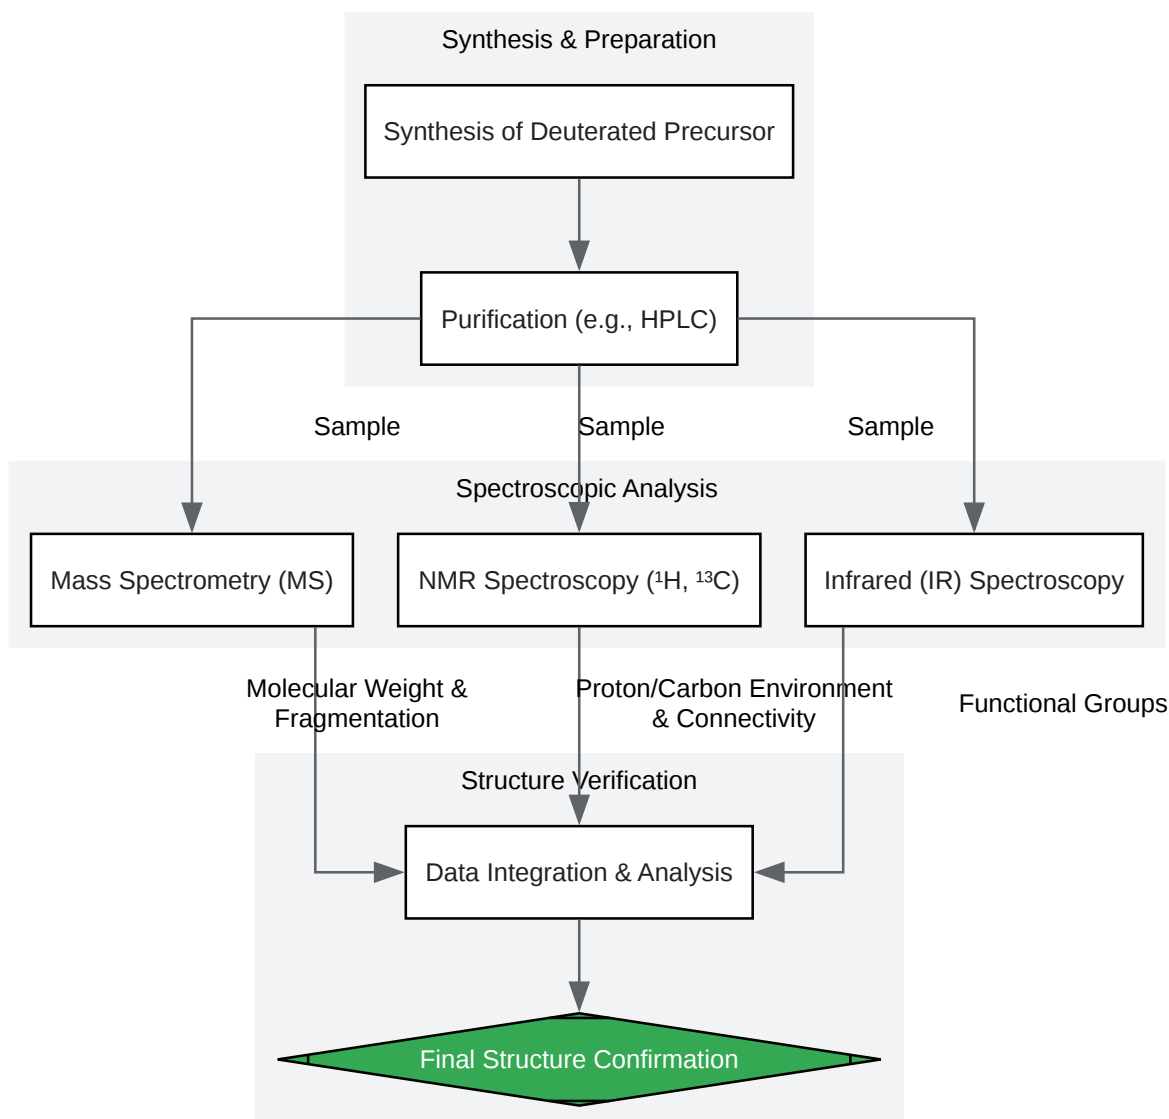 Synthesis & Preparation
Synthesis of Deuterated Precursor
Purification (e.g., HPLC)
Sample
Sample
Sample
Spectroscopic Analysis
Mass Spectrometry (MS)
NMR Spectroscopy (¹H, ¹³C)
Infrared (IR) Spectroscopy
Molecular Weight &
Fragmentation
Proton/Carbon Environment
& Connectivity
Functional Groups
Structure Verification
Data Integration & Analysis
Final Structure Confirmation